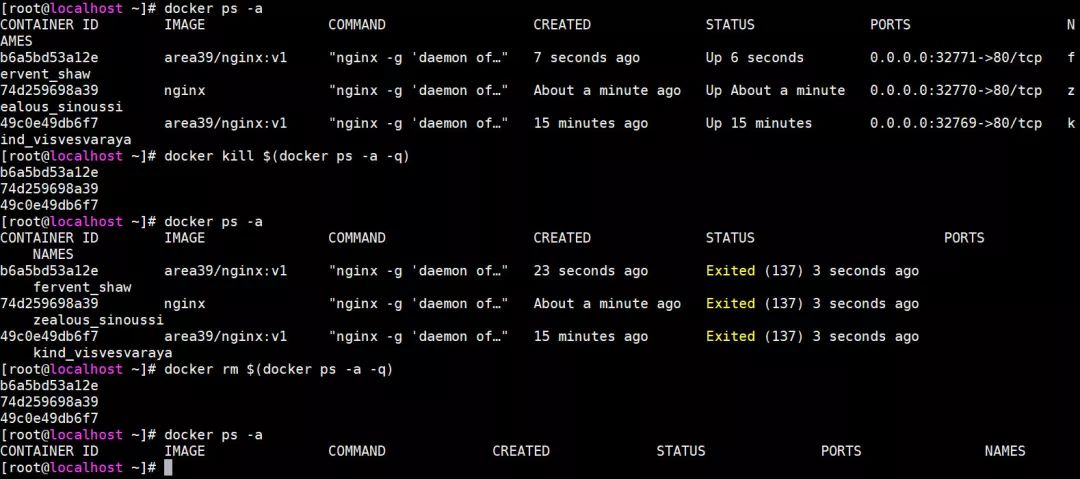 [root@localhost ~]# docker ps -a
CONTAINER ID        IMAGE               COMMAND                  CREATED              STATUS              PORTS                   N
AMES
b6a5bd53a12e        area39/nginx:v1     "nginx -g 'daemon of…"   7 seconds ago        Up 6 seconds        0.0.0.0:32771->80/tcp   f
ervent_shaw
74d259698a39        nginx               "nginx -g 'daemon of…"   About a minute ago   Up About a minute   0.0.0.0:32770->80/tcp   z
ealous_sinoussi
49c0e49db6f7        area39/nginx:v1     "nginx -g 'daemon of…"   15 minutes ago       Up 15 minutes       0.0.0.0:32769->80/tcp   k
ind_visvesvaraya
[root@localhost ~]# docker kill $(docker ps -a -q)
b6a5bd53a12e
74d259698a39
49c0e49db6f7
[root@localhost ~]# docker ps -a
CONTAINER ID        IMAGE               COMMAND                  CREATED              STATUS                       PORTS
    NAMES
b6a5bd53a12e        area39/nginx:v1     "nginx -g 'daemon of…"   23 seconds ago       Exited (137) 3 seconds ago
    fervent_shaw
74d259698a39        nginx               "nginx -g 'daemon of…"   About a minute ago   Exited (137) 3 seconds ago
    zealous_sinoussi
49c0e49db6f7        area39/nginx:v1     "nginx -g 'daemon of…"   15 minutes ago       Exited (137) 3 seconds ago
    kind_visvesvaraya
[root@localhost ~]# docker rm $(docker ps -a -q)
b6a5bd53a12e
74d259698a39
49c0e49db6f7
[root@localhost ~]# docker ps -a
CONTAINER ID        IMAGE               COMMAND             CREATED             STATUS              PORTS               NAMES
[root@localhost ~]#